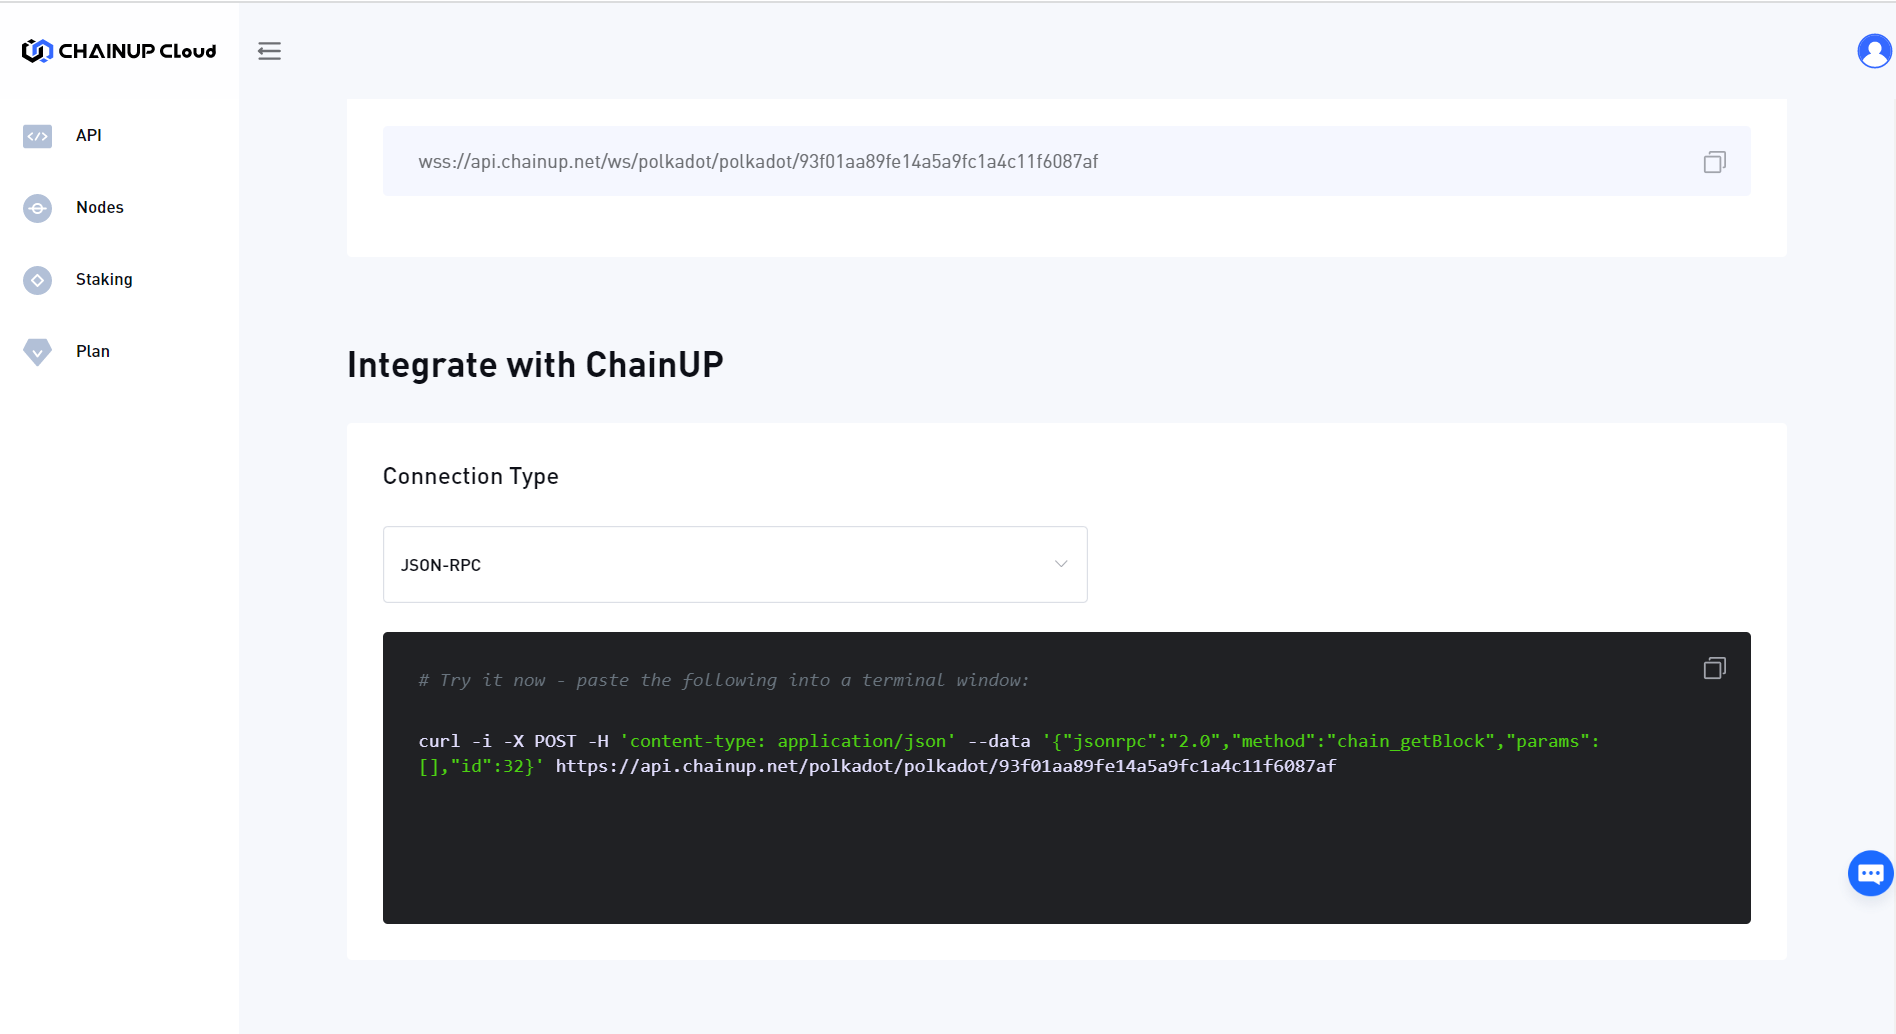 CHAINUP Cloud
API
Nodes
Staking
Plan
wss://api.chainup.net/ws/polkadot/polkadot/93f01aa89fe14a5a9fc1a4c11f6087af
Integrate with ChainUP
Connection Type
JSON-RPC
# Try it now - paste the following into a terminal window:
curl -i -X POST -H 'content-type: application/json' --data '{"jsonrpc":"2.0","method":"chain_getBlock","params":
[],"id":32}' https://api.chainup.net/polkadot/polkadot/93f01aa89fe14a5a9fc1a4c11f6087af